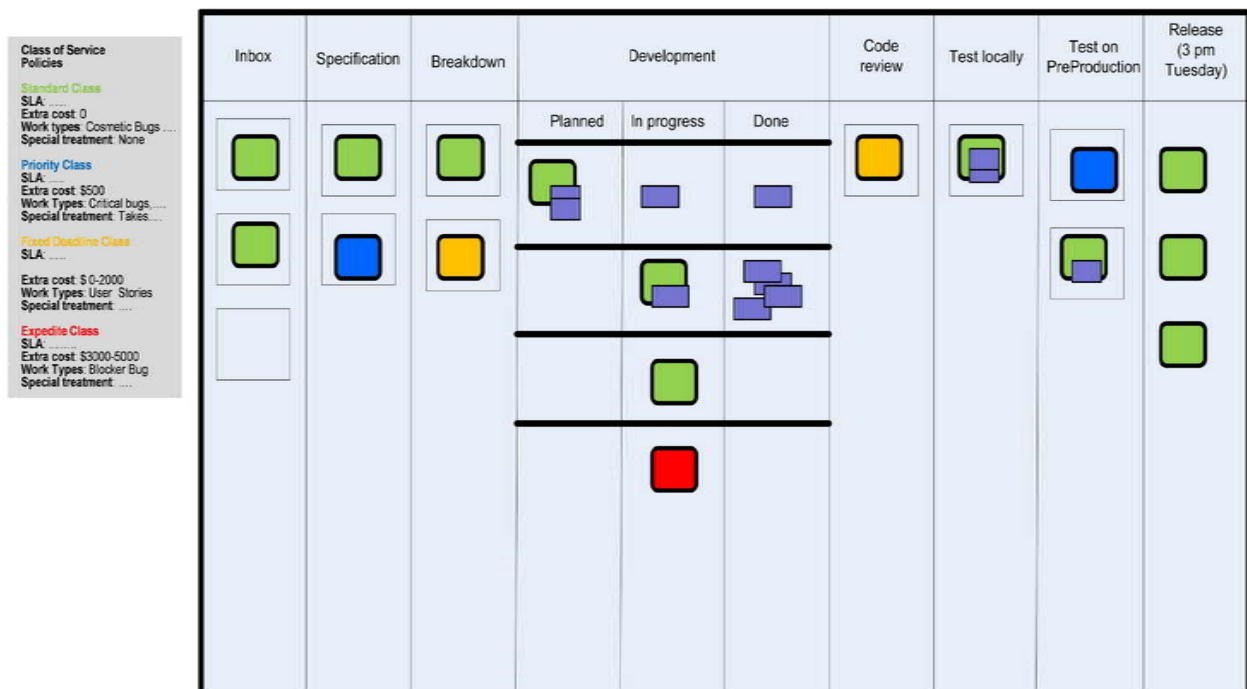 Class of Service
Policies
Standard Class
SLA: ......
Extra cost: 0
Work types: Cosmetic Bugs ....
Special treatment: None
Priority Class
SLA: .....
Extra cost: $500
Work Types: Critical bugs,....
Special treatment: Takes....
Fixed Deadline Class
SLA: ......
Extra cost: $ 0-2000
Work Types: User Stories
Special treatment: ....
Expedite Class
SLA: .........
Extra cost: $3000-5000
Work Types: Blocker Bug
Special treatment: ....
Inbox
Specification
Breakdown
Development
Code
review
Test locally
Test on
PreProduction
Release
(3 pm
Tuesday)
Planned
In progress
Done